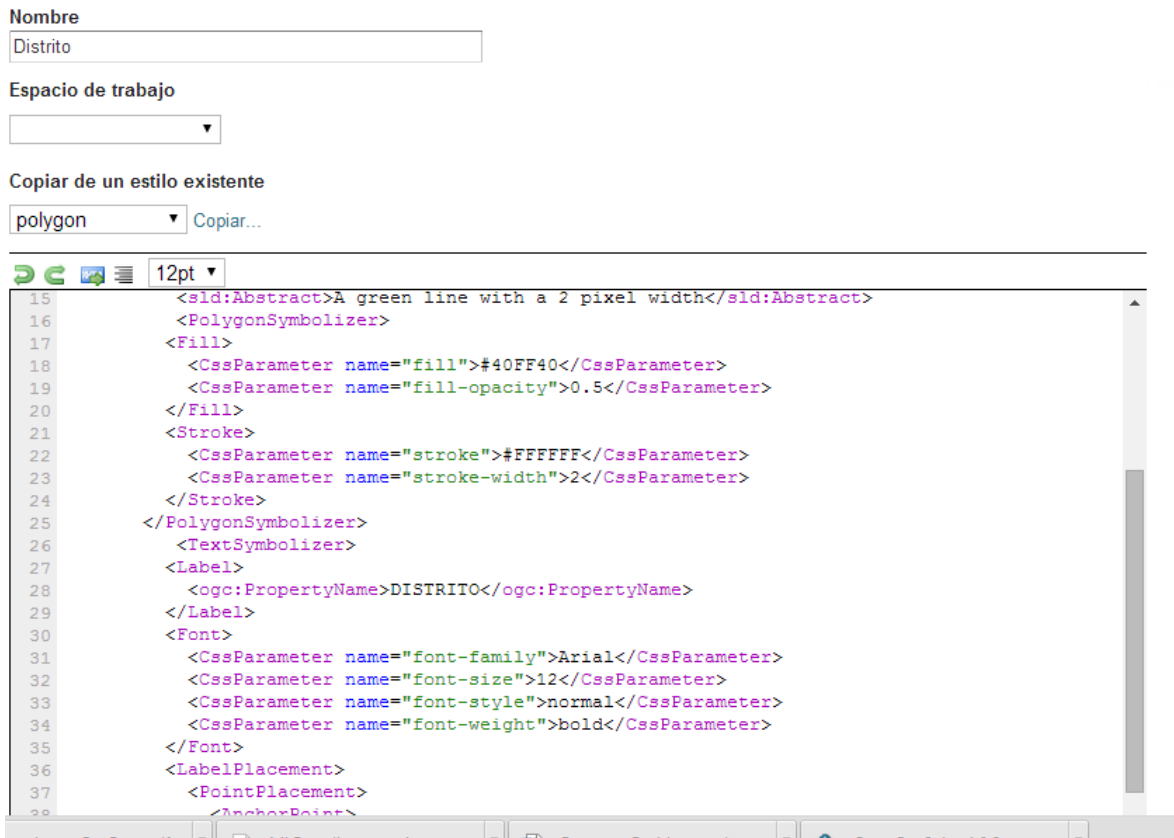 Nombre
Distrito
Espacio de trabajo
Copiar de un estilo existente
polygon Copiar...
12pt
15 <sld:Abstract>A green line with a 2 pixel width</sld:Abstract>
16 <PolygonSymbolizer>
17 <Fill>
18 <CssParameter name="fill">#40FF40</CssParameter>
19 <CssParameter name="fill-opacity">0.5</CssParameter>
20 </Fill>
21 <Stroke>
22 <CssParameter name="stroke">#FFFFFF</CssParameter>
23 <CssParameter name="stroke-width">2</CssParameter>
24 </Stroke>
25 </PolygonSymbolizer>
26 <TextSymbolizer>
27 <Label>
28 <ogc:PropertyName>DISTRITO</ogc:PropertyName>
29 </Label>
30 <Font>
31 <CssParameter name="font-family">Arial</CssParameter>
32 <CssParameter name="font-size">12</CssParameter>
33 <CssParameter name="font-style">normal</CssParameter>
34 <CssParameter name="font-weight">bold</CssParameter>
35 </Font>
36 <LabelPlacement>
37 <PointPlacement>
38 <AnchorPoint>